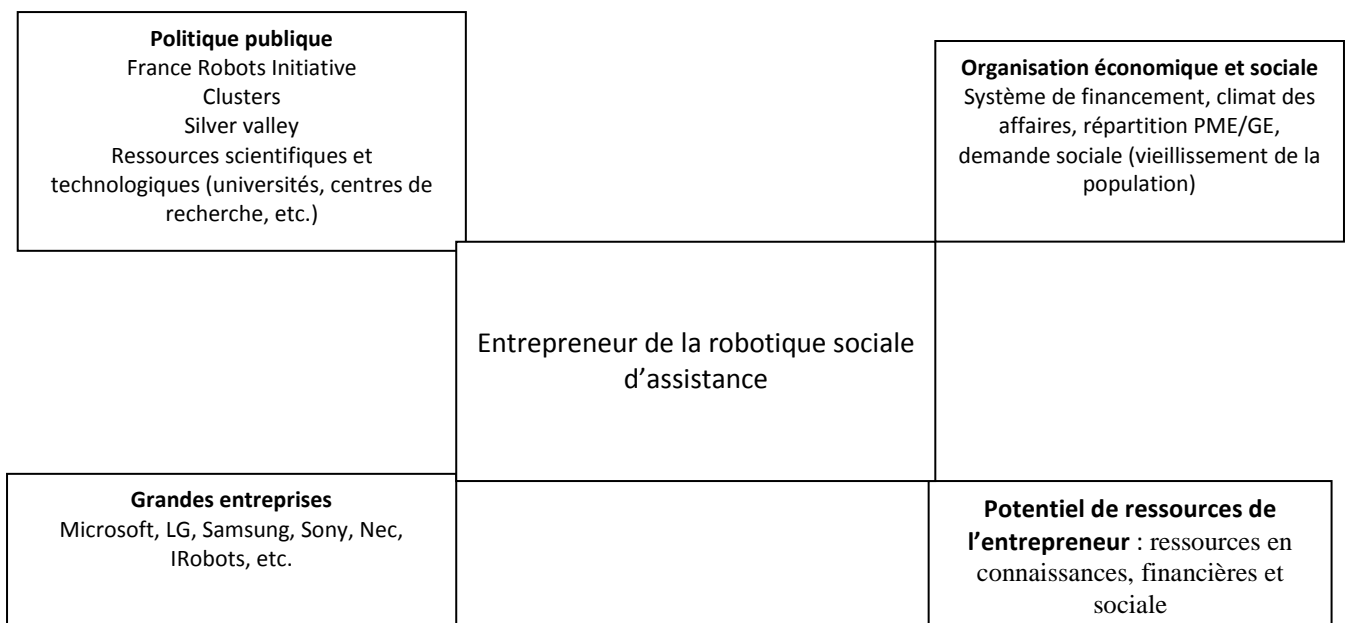 Politique publique
France Robots Initiative
Clusters
Silver valley
Ressources scientifiques et
technologiques (universités, centres de
recherche, etc.)
Organisation économique et sociale
Système de financement, climat des
affaires, répartition PME/GE,
demande sociale (vieillissement de la
population)
Entrepreneur de la robotique sociale
d’assistance
Grandes entreprises
Microsoft, LG, Samsung, Sony, Nec,
IRobots, etc.
Potentiel de ressources de
l’entrepreneur : ressources en
connaissances, financières et
sociale